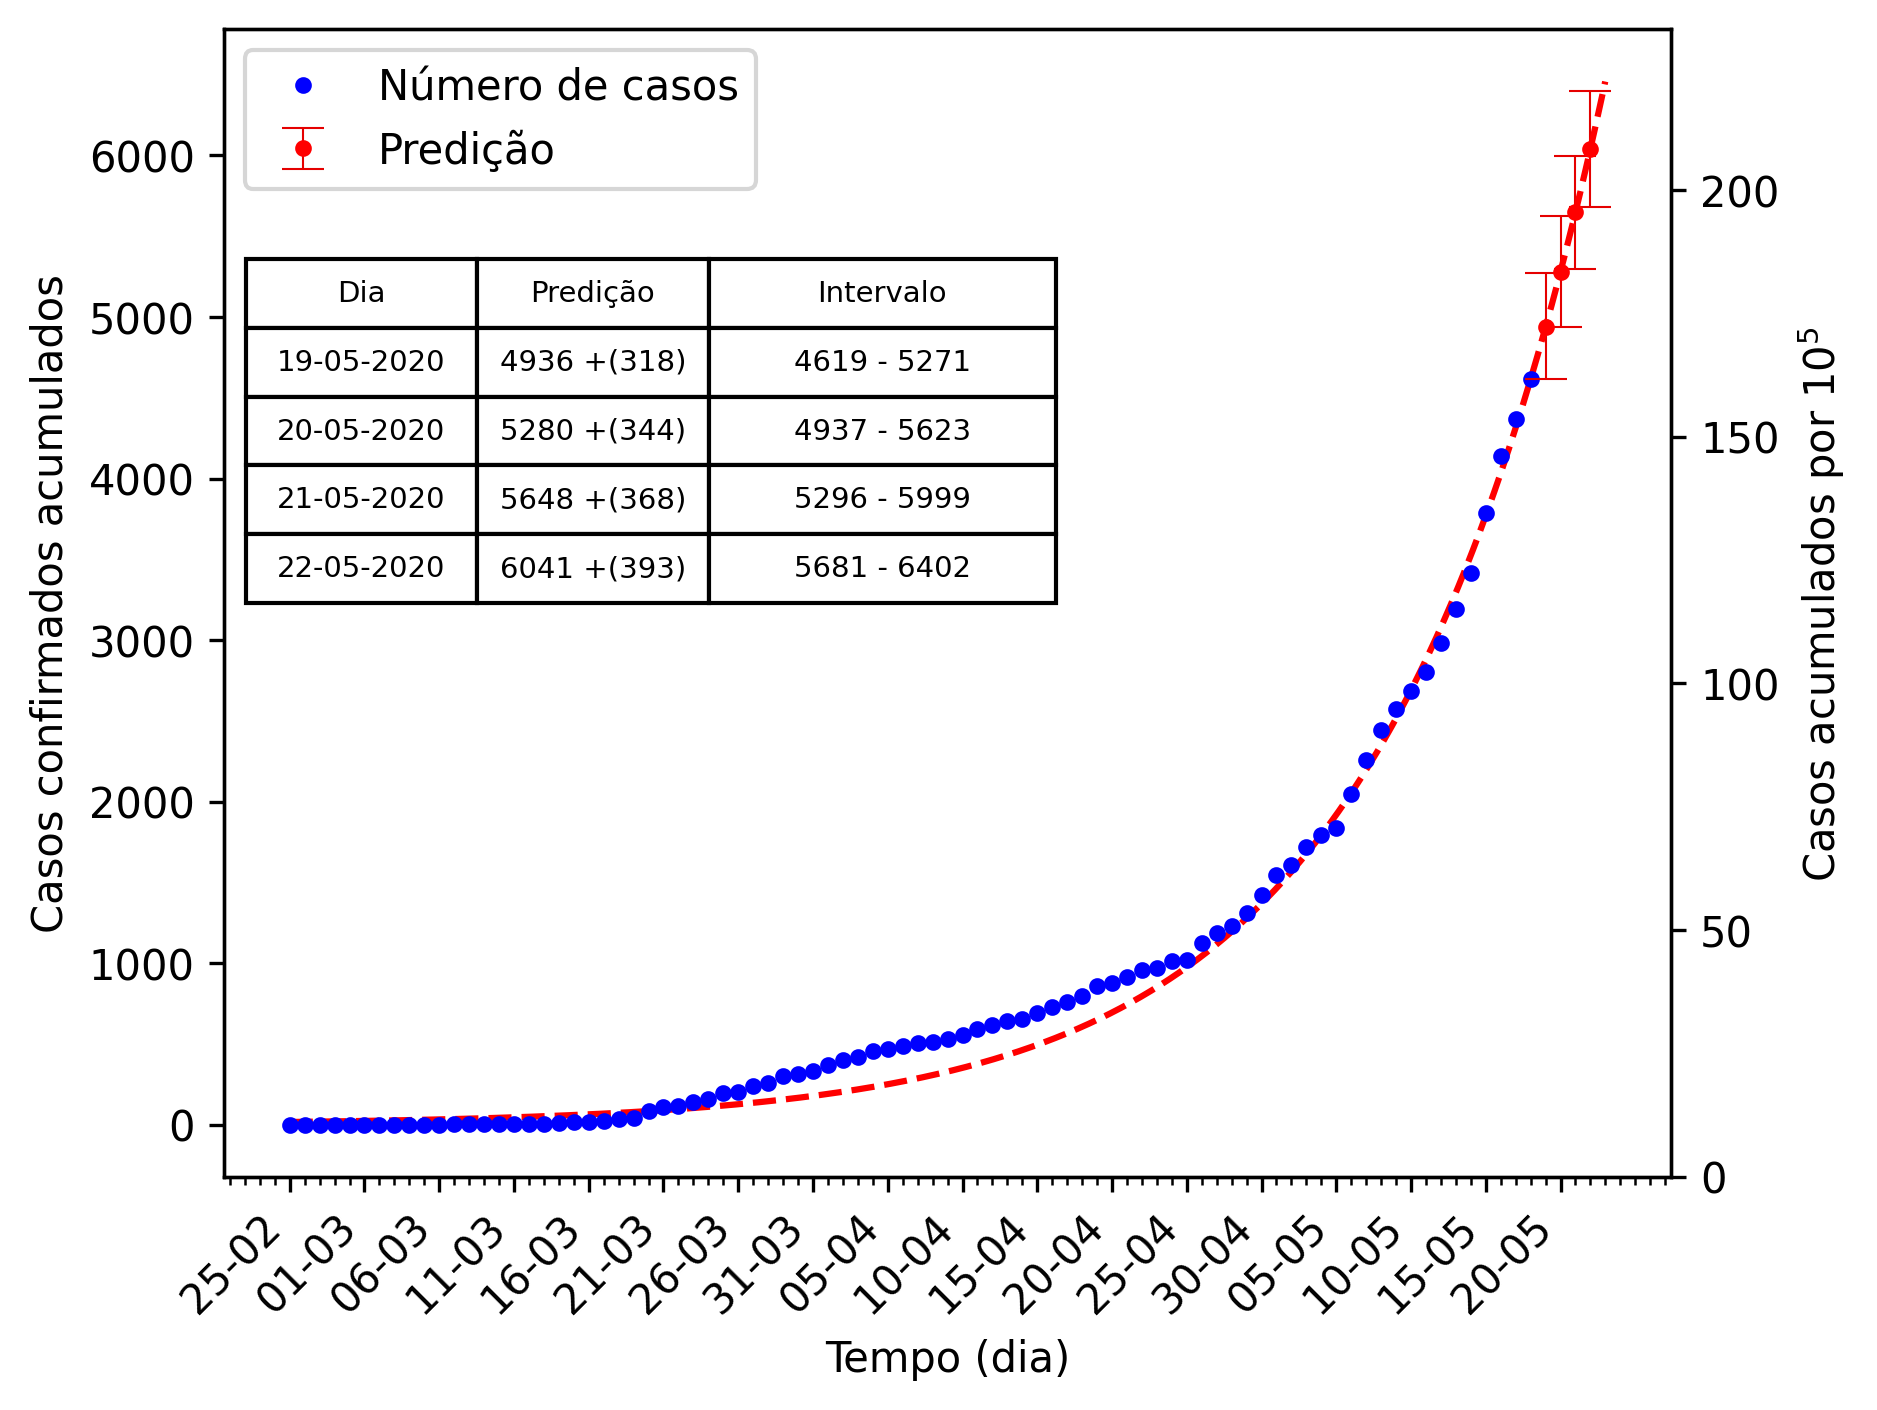 Número de casos
Predição
Dia Predição Intervalo
19-05-2020 4936 +(318) 4619 - 5271
20-05-2020 5280 +(344) 4937 - 5623
21-05-2020 5648 +(368) 5296 - 5999
22-05-2020 6041 +(393) 5681 - 6402
Casos confirmados acumulados
6000
5000
4000
3000
2000
1000
0
Casos acumulados por 10⁵
200
150
100
50
0
25-02 01-03 06-03 11-03 16-03 21-03 26-03 31-03 05-04 10-04 15-04 20-04 25-04 30-04 05-05 10-05 15-05 20-05
Tempo (dia)